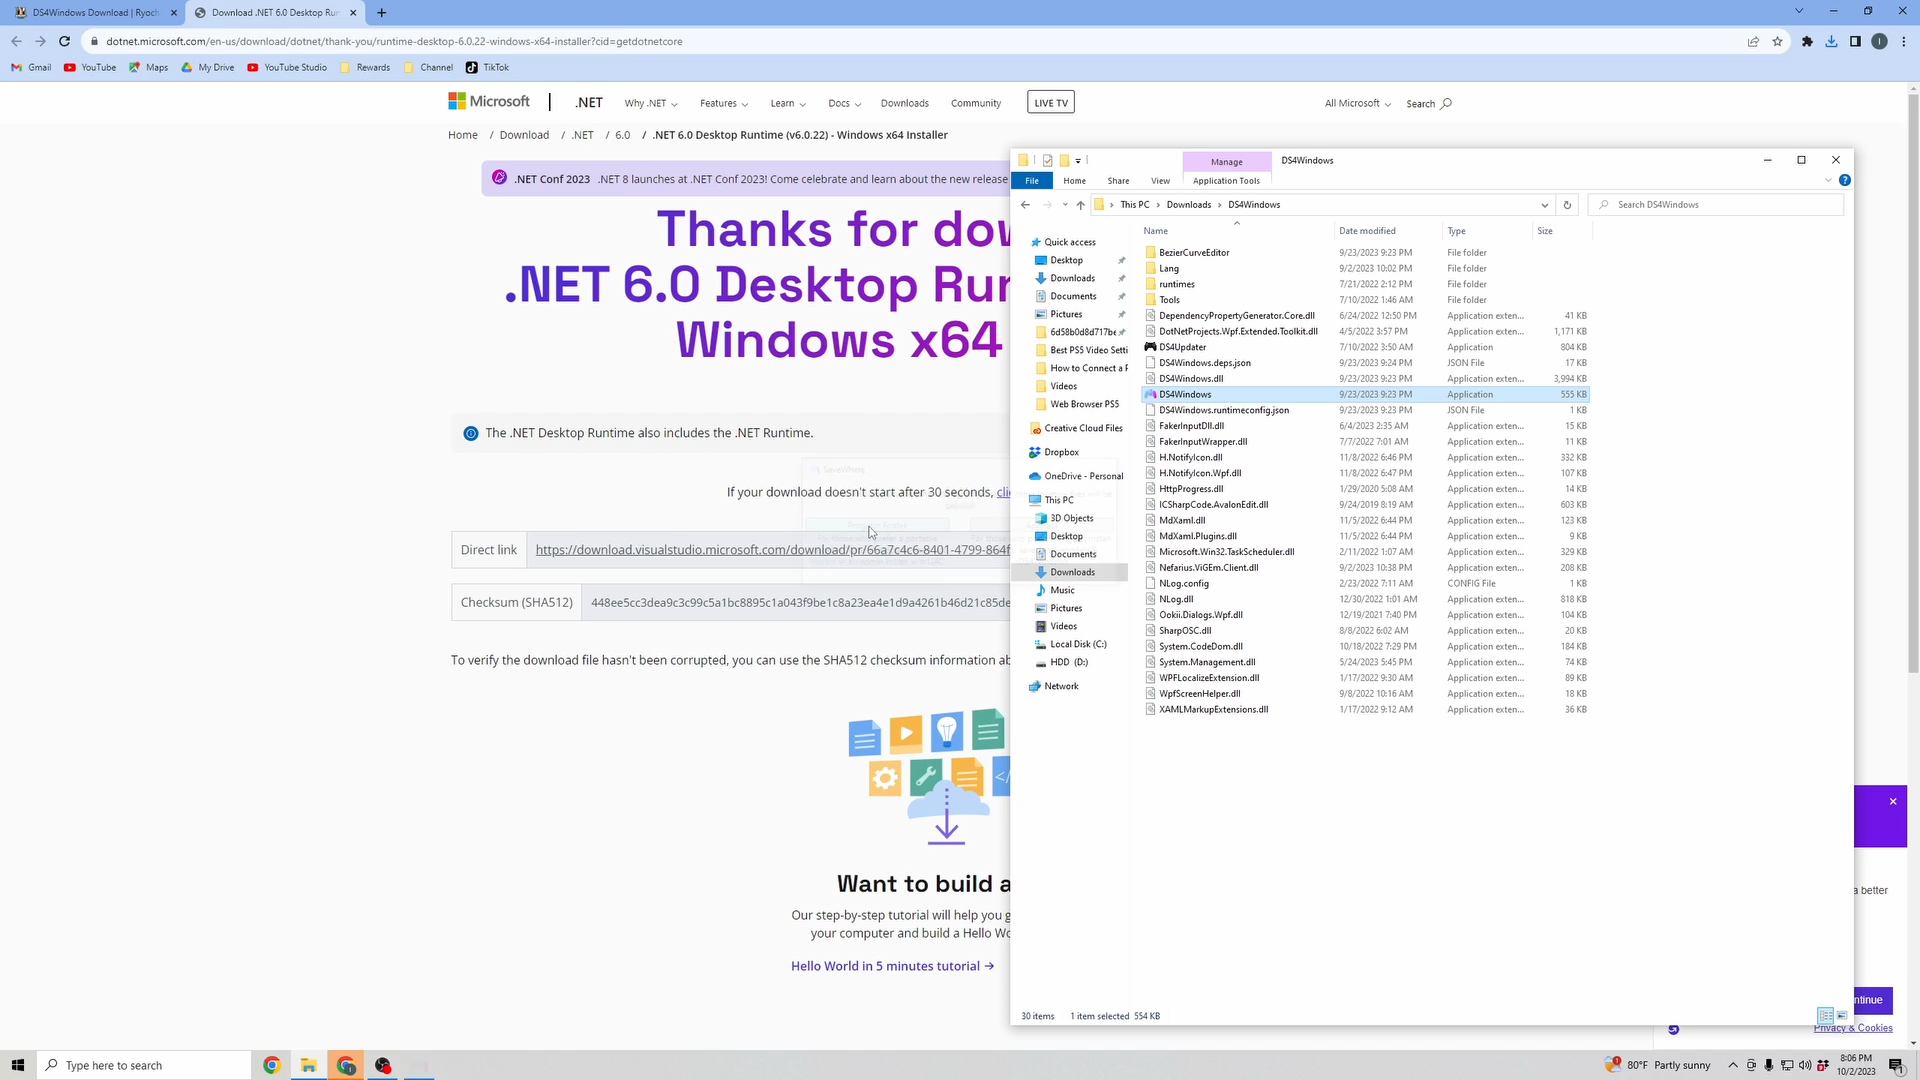 DS4Windows Download | Ryoch
Download .NET 6.0 Desktop Run
dotnet.microsoft.com/en-us/download/dotnet/thank-you/runtime-desktop-6.0.22-windows-x64-installer?cid=getdotnetcore
Gmail YouTube Maps My Drive YouTube Studio Rewards Channel TikTok
Microsoft .NET Why .NET Features Learn Docs Downloads Community LIVE TV All Microsoft Search
Home / Download / .NET / 6.0 / .NET 6.0 Desktop Runtime (v6.0.22) - Windows x64 Installer
.NET Conf 2023 .NET 8 launches at .NET Conf 2023! Come celebrate and learn about the new release
Thanks for dow
.NET 6.0 Desktop Run
Windows x64
The .NET Desktop Runtime also includes the .NET Runtime.
If your download doesn't start after 30 seconds, clic
Direct link https://download.visualstudio.microsoft.com/download/pr/66a7c4c6-8401-4799-864f
Checksum (SHA512) 448ee5cc3dea9c3c99c5a1bc8895c1a043f9be1c8a23ea4e1d9a4261b46d21c85de
To verify the download file hasn't been corrupted, you can use the SHA512 checksum information ab
Want to build a
Our step-by-step tutorial will help you g
your computer and build a Hello Wo
Hello World in 5 minutes tutorial →
Manage DS4Windows
File Home Share View Application Tools
This PC > Downloads > DS4Windows
Search DS4Windows
Quick access
Desktop
Downloads
Documents
Pictures
6d58b0d8d717be
Best PS5 Video Setti
How to Connect a P
Videos
Web Browser PS5
Creative Cloud Files
Dropbox
OneDrive - Personal
This PC
3D Objects
Desktop
Documents
Downloads
Music
Pictures
Videos
Local Disk (C:)
HDD (D:)
Network
Name Date modified Type Size
BezierCurveEditor 9/23/2023 9:23 PM File folder
Lang 9/2/2023 10:02 PM File folder
runtimes 7/21/2022 2:12 PM File folder
Tools 7/10/2022 1:46 AM File folder
DependencyPropertyGenerator.Core.dll 6/24/2022 12:50 PM Application exten... 41 KB
DotNetProjects.Wpf.Extended.Toolkit.dll 4/5/2022 3:57 PM Application exten... 1,171 KB
DS4Updater 7/10/2022 3:50 AM Application 804 KB
DS4Windows.deps.json 9/23/2023 9:24 PM JSON File 17 KB
DS4Windows.dll 9/23/2023 9:23 PM Application exten... 3,994 KB
DS4Windows 9/23/2023 9:23 PM Application 555 KB
DS4Windows.runtimeconfig.json 9/23/2023 9:23 PM JSON File 1 KB
FakerInputDll.dll 6/4/2023 2:35 AM Application exten... 15 KB
FakerInputWrapper.dll 7/7/2022 7:01 AM Application exten... 11 KB
H.NotifyIcon.dll 11/8/2022 6:46 PM Application exten... 332 KB
H.NotifyIcon.Wpf.dll 11/8/2022 6:47 PM Application exten... 107 KB
HttpProgress.dll 1/29/2020 5:08 AM Application exten... 14 KB
ICSharpCode.AvalonEdit.dll 9/24/2019 8:19 AM Application exten... 603 KB
MdXaml.dll 11/5/2022 6:44 PM Application exten... 123 KB
MdXaml.Plugins.dll 11/5/2022 6:44 PM Application exten... 9 KB
Microsoft.Win32.TaskScheduler.dll 2/11/2022 1:07 AM Application exten... 329 KB
Nefarius.ViGEm.Client.dll 9/2/2023 10:38 PM Application exten... 208 KB
NLog.config 2/23/2022 7:11 AM CONFIG File 1 KB
NLog.dll 12/30/2022 1:01 AM Application exten... 818 KB
Ookii.Dialogs.Wpf.dll 12/19/2021 7:40 PM Application exten... 104 KB
SharpOSC.dll 8/8/2022 6:02 AM Application exten... 20 KB
System.CodeDom.dll 10/18/2022 7:29 PM Application exten... 184 KB
System.Management.dll 5/24/2023 5:45 PM Application exten... 74 KB
WPFLocalizeExtension.dll 1/17/2022 9:30 AM Application exten... 89 KB
WpfScreenHelper.dll 9/8/2022 10:16 AM Application exten... 18 KB
XAMLMarkupExtensions.dll 1/17/2022 9:12 AM Application exten... 36 KB
30 items 1 item selected 554 KB
a better
ntinue
Privacy & Cookies
Type here to search
80°F Partly sunny
8:06 PM
10/2/2023